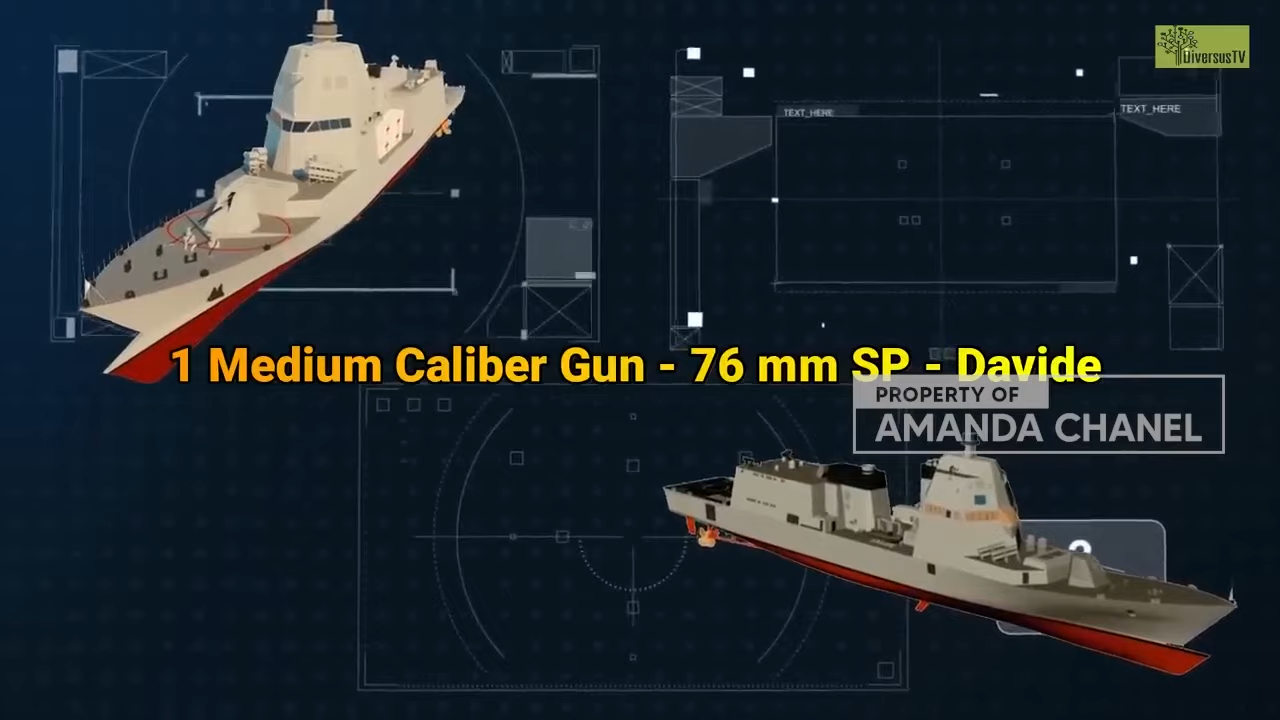 DiversusTV
TEXT_HERE
TEXT_HERE
1 Medium Caliber Gun - 76 mm SP - Davide
PROPERTY OF
AMANDA CHANEL